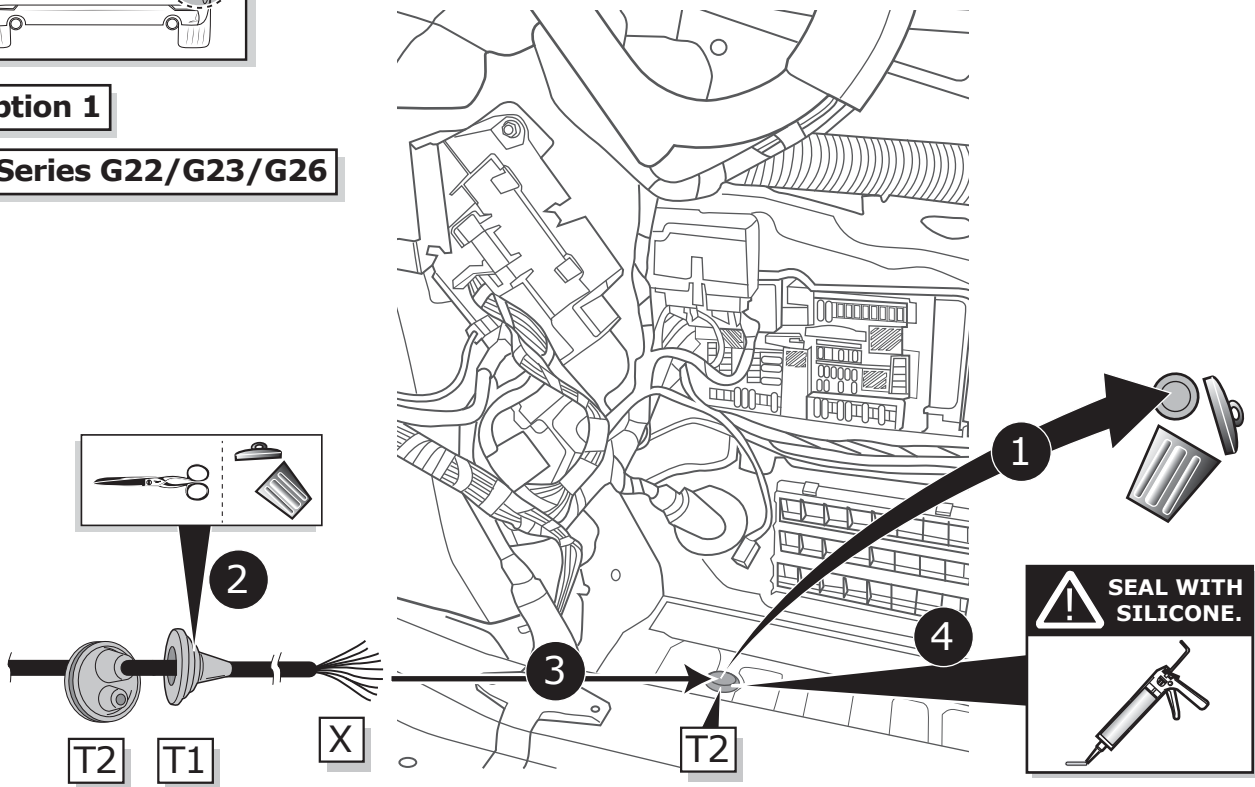 ption 1
Series G22/G23/G26
1
2
SEAL WITH
SILICONE.
4
3
T2
T1
X
T2